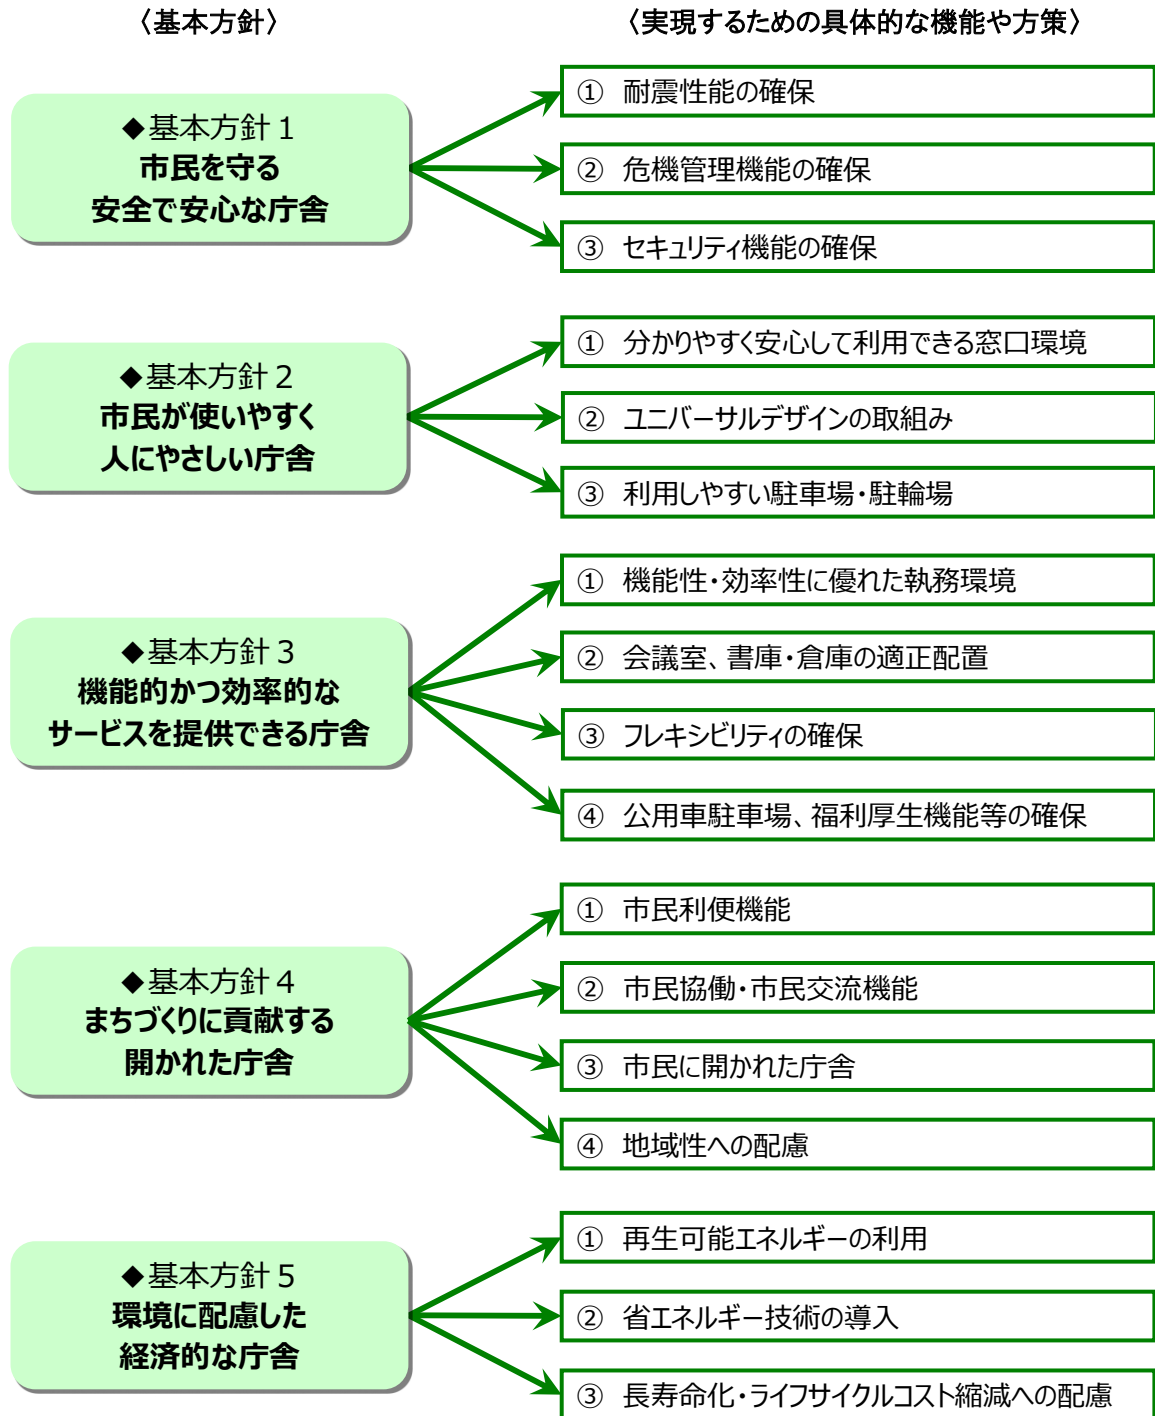 〈基本方針〉
〈実現するための具体的な機能や方策〉
◆基本方針１
市民を守る
安全で安心な庁舎
① 耐震性能の確保
② 危機管理機能の確保
③ セキュリティ機能の確保
◆基本方針２
市民が使いやすく
人にやさしい庁舎
① 分かりやすく安心して利用できる窓口環境
② ユニバーサルデザインの取組み
③ 利用しやすい駐車場・駐輪場
◆基本方針３
機能的かつ効率的な
サービスを提供できる庁舎
① 機能性・効率性に優れた執務環境
② 会議室、書庫・倉庫の適正配置
③ フレキシビリティの確保
④ 公用車駐車場、福利厚生機能等の確保
◆基本方針４
まちづくりに貢献する
開かれた庁舎
① 市民利便機能
② 市民協働・市民交流機能
③ 市民に開かれた庁舎
④ 地域性への配慮
◆基本方針５
環境に配慮した
経済的な庁舎
① 再生可能エネルギーの利用
② 省エネルギー技術の導入
③ 長寿命化・ライフサイクルコスト縮減への配慮